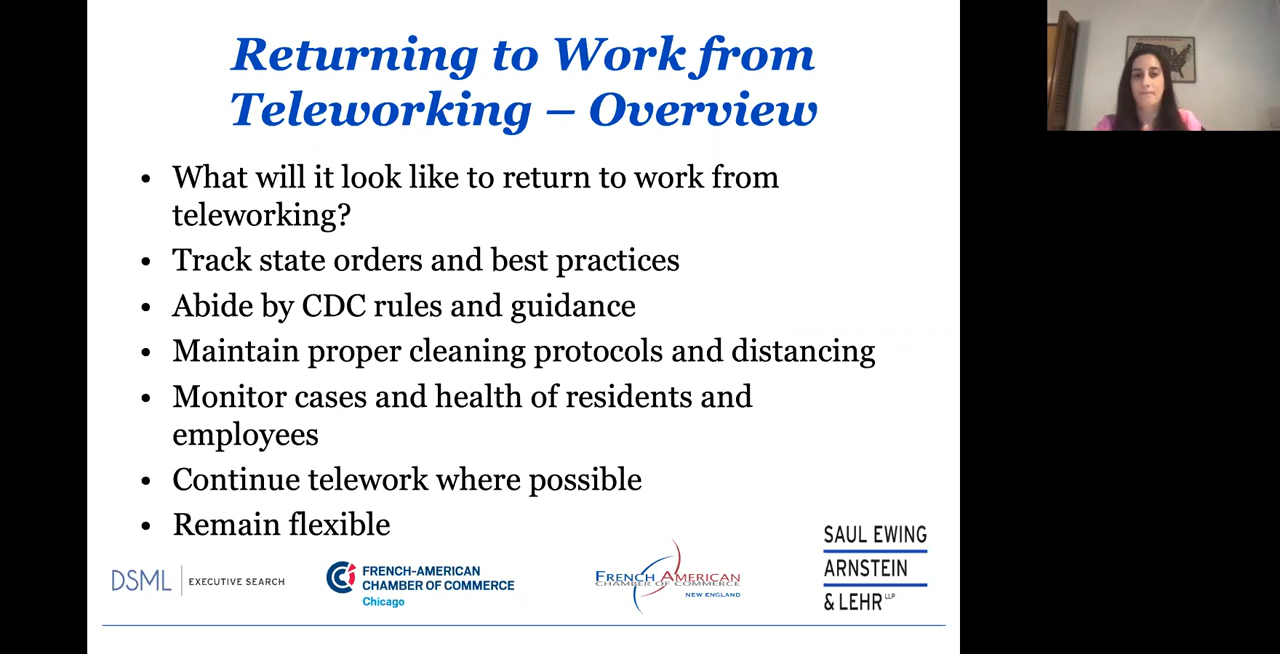 Returning to Work from
Teleworking – Overview
• What will it look like to return to work from
teleworking?
• Track state orders and best practices
• Abide by CDC rules and guidance
• Maintain proper cleaning protocols and distancing
• Monitor cases and health of residents and
employees
• Continue telework where possible
• Remain flexible
DSML EXECUTIVE SEARCH
FRENCH-AMERICAN
CHAMBER OF COMMERCE
Chicago
FRENCH AMERICAN
CHAMBER OF COMMERCE
NEW ENGLAND
SAUL EWING
ARNSTEIN
& LEHR LLP